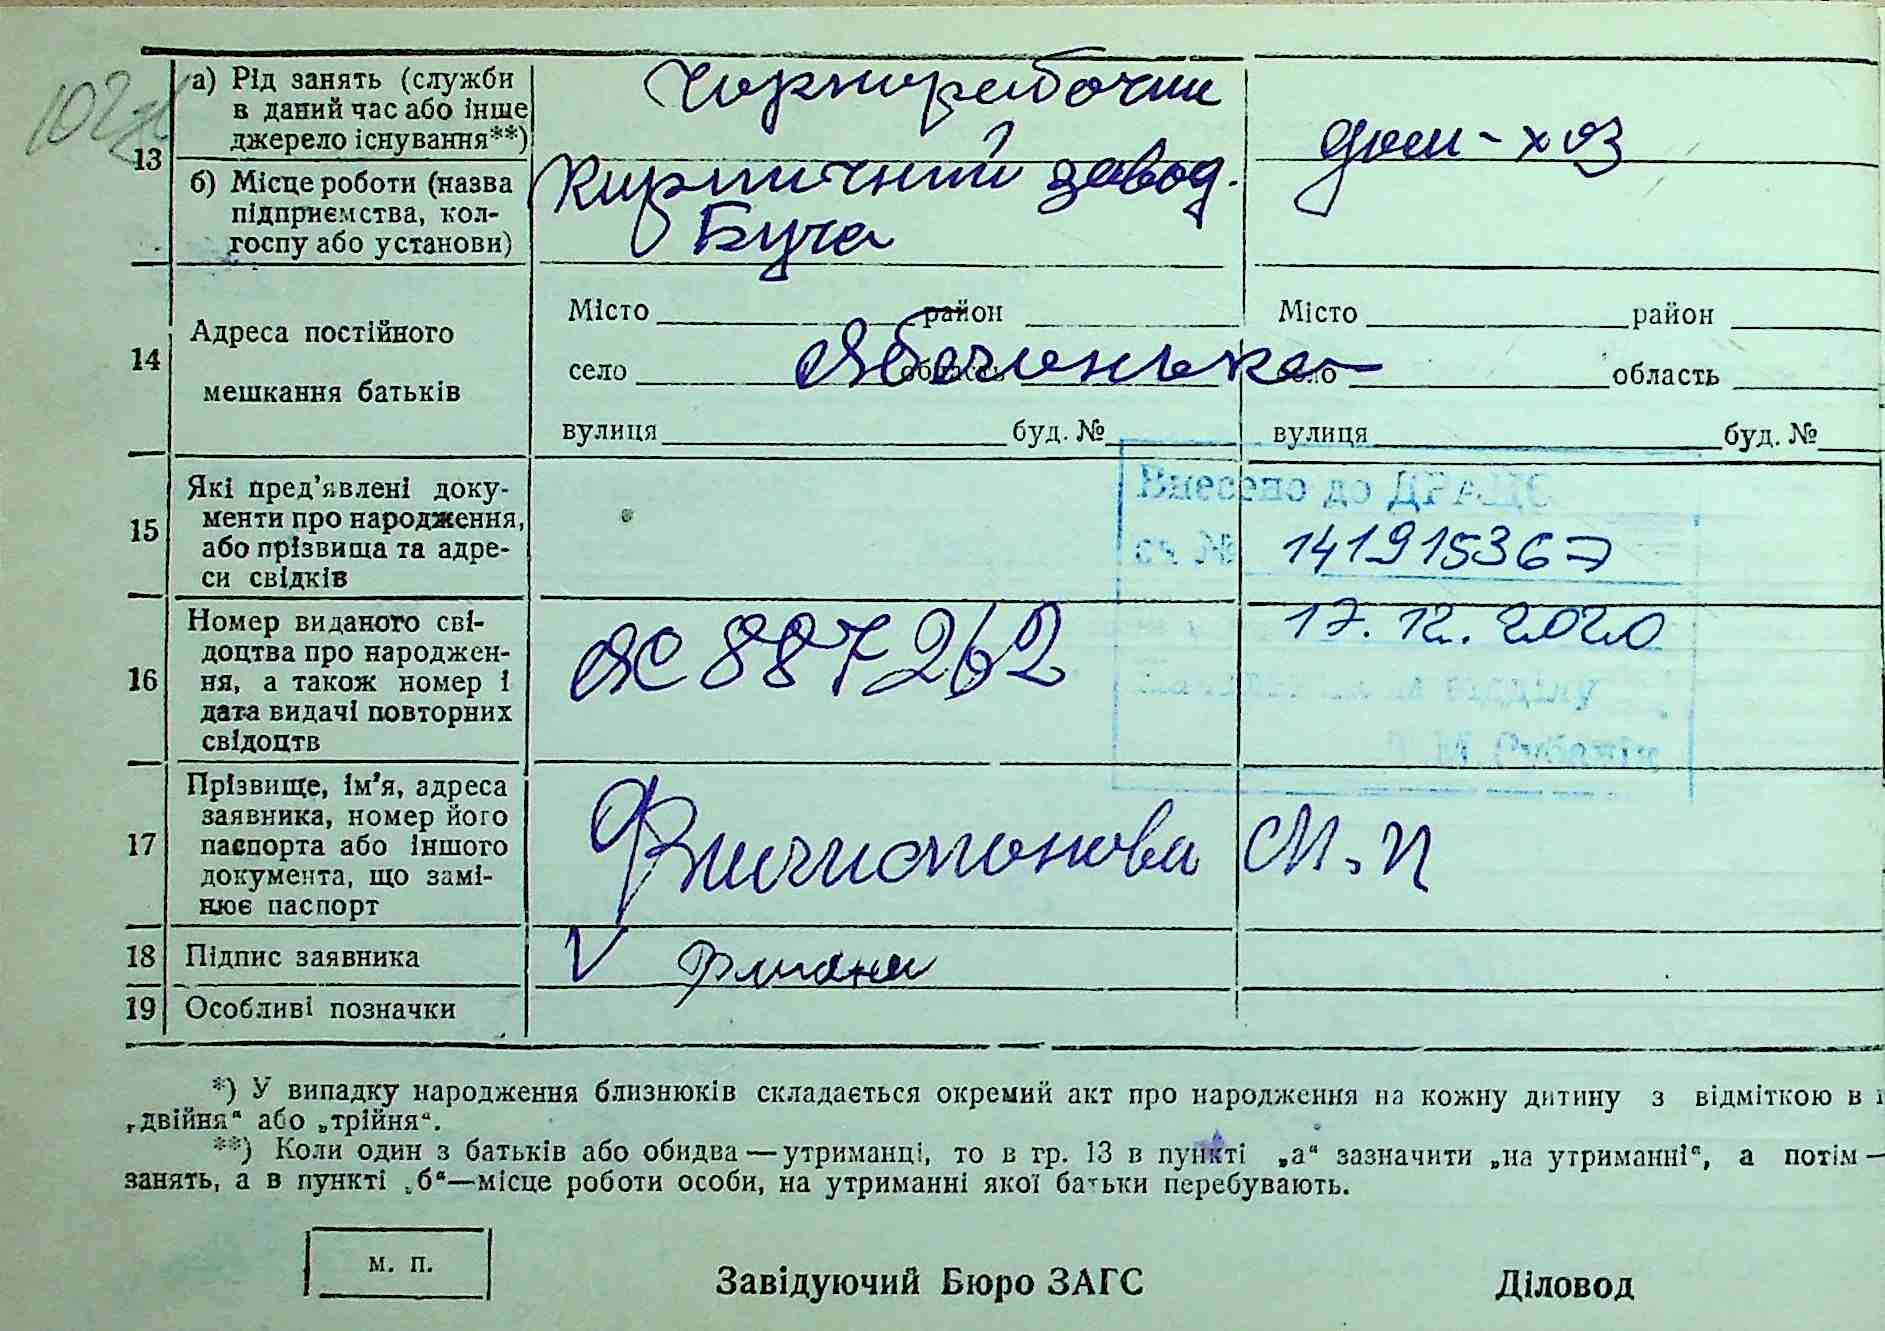 13
а) Рід занять (служби
в даний час або інше
джерело існування**)
Чорноробочий
дом-хоз
б) Місце роботи (назва
підприємства, кол-
госпу або установи)
Кирпичний завод.
Буча
14
Адреса постійного
мешкання батьків
Місто район
село область
вулиця буд. №
Яблонька
Місто район
село область
вулиця буд. №
15
Які пред'явлені доку-
менти про народження,
або прізвища та адре-
си свідків
Внесено до ДРАЦС
за № 141915367
17.12.2020
відділу
16
Номер виданого сві-
доцтва про народжен-
ня, а також номер і
дата видачі повторних
свідоцтв
ЯС 887262
17
Прізвище, ім'я, адреса
заявника, номер його
паспорта або іншого
документа, що замі-
нює паспорт
М. П
18
Підпис заявника
V
19
Особливі позначки
*) У випадку народження близнюків складається окремий акт про народження на кожну дитину з відміткою в
„двійня“ або „трійня“.
**) Коли один з батьків або обидва — утриманці, то в гр. 13 в пункті „а“ зазначити „на утриманні“, а потім —
занять, а в пункті „б“—місце роботи особи, на утриманні якої батьки перебувають.
м. п.
Завідуючий Бюро ЗАГС
Діловод